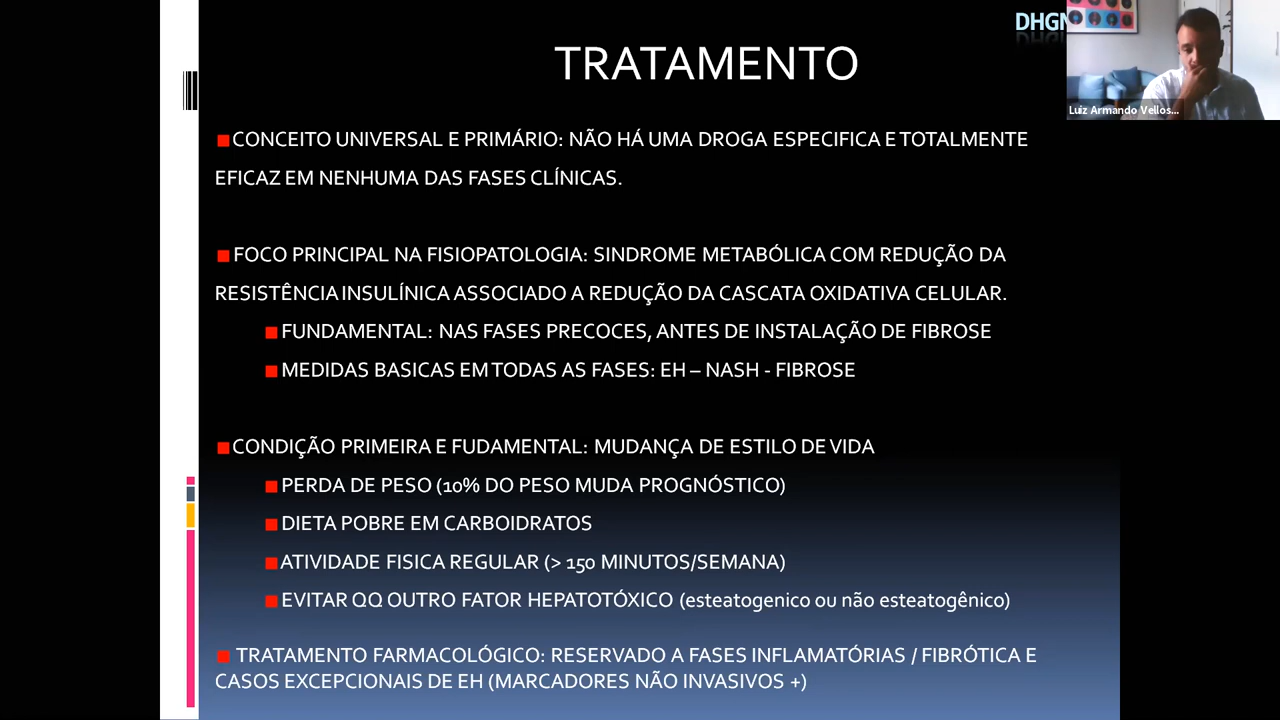 DHGN
TRATAMENTO
Luiz Armando Vellos...
CONCEITO UNIVERSAL E PRIMÁRIO: NÃO HÁ UMA DROGA ESPECIFICA E TOTALMENTE
EFICAZ EM NENHUMA DAS FASES CLÍNICAS.
FOCO PRINCIPAL NA FISIOPATOLOGIA: SINDROME METABÓLICA COM REDUÇÃO DA
RESISTÊNCIA INSULÍNICA ASSOCIADO A REDUÇÃO DA CASCATA OXIDATIVA CELULAR.
FUNDAMENTAL: NAS FASES PRECOCES, ANTES DE INSTALAÇÃO DE FIBROSE
MEDIDAS BASICAS EM TODAS AS FASES: EH – NASH - FIBROSE
CONDIÇÃO PRIMEIRA E FUDAMENTAL: MUDANÇA DE ESTILO DE VIDA
PERDA DE PESO (10% DO PESO MUDA PROGNÓSTICO)
DIETA POBRE EM CARBOIDRATOS
ATIVIDADE FISICA REGULAR (> 150 MINUTOS/SEMANA)
EVITAR QQ OUTRO FATOR HEPATOTÓXICO (esteatogenico ou não esteatogênico)
TRATAMENTO FARMACOLÓGICO: RESERVADO A FASES INFLAMATÓRIAS / FIBRÓTICA E
CASOS EXCEPCIONAIS DE EH (MARCADORES NÃO INVASIVOS +)